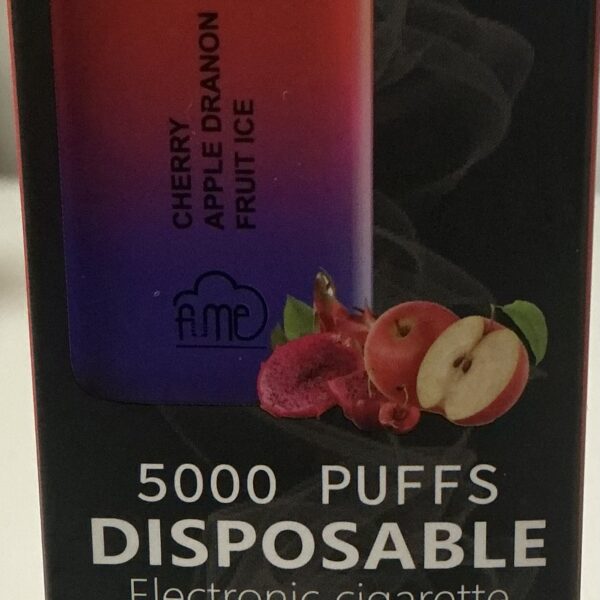 CHERRY
APPLE DRANON
FRUIT ICE
FUME
5000 PUFFS
DISPOSABLE
Electronic cigarette